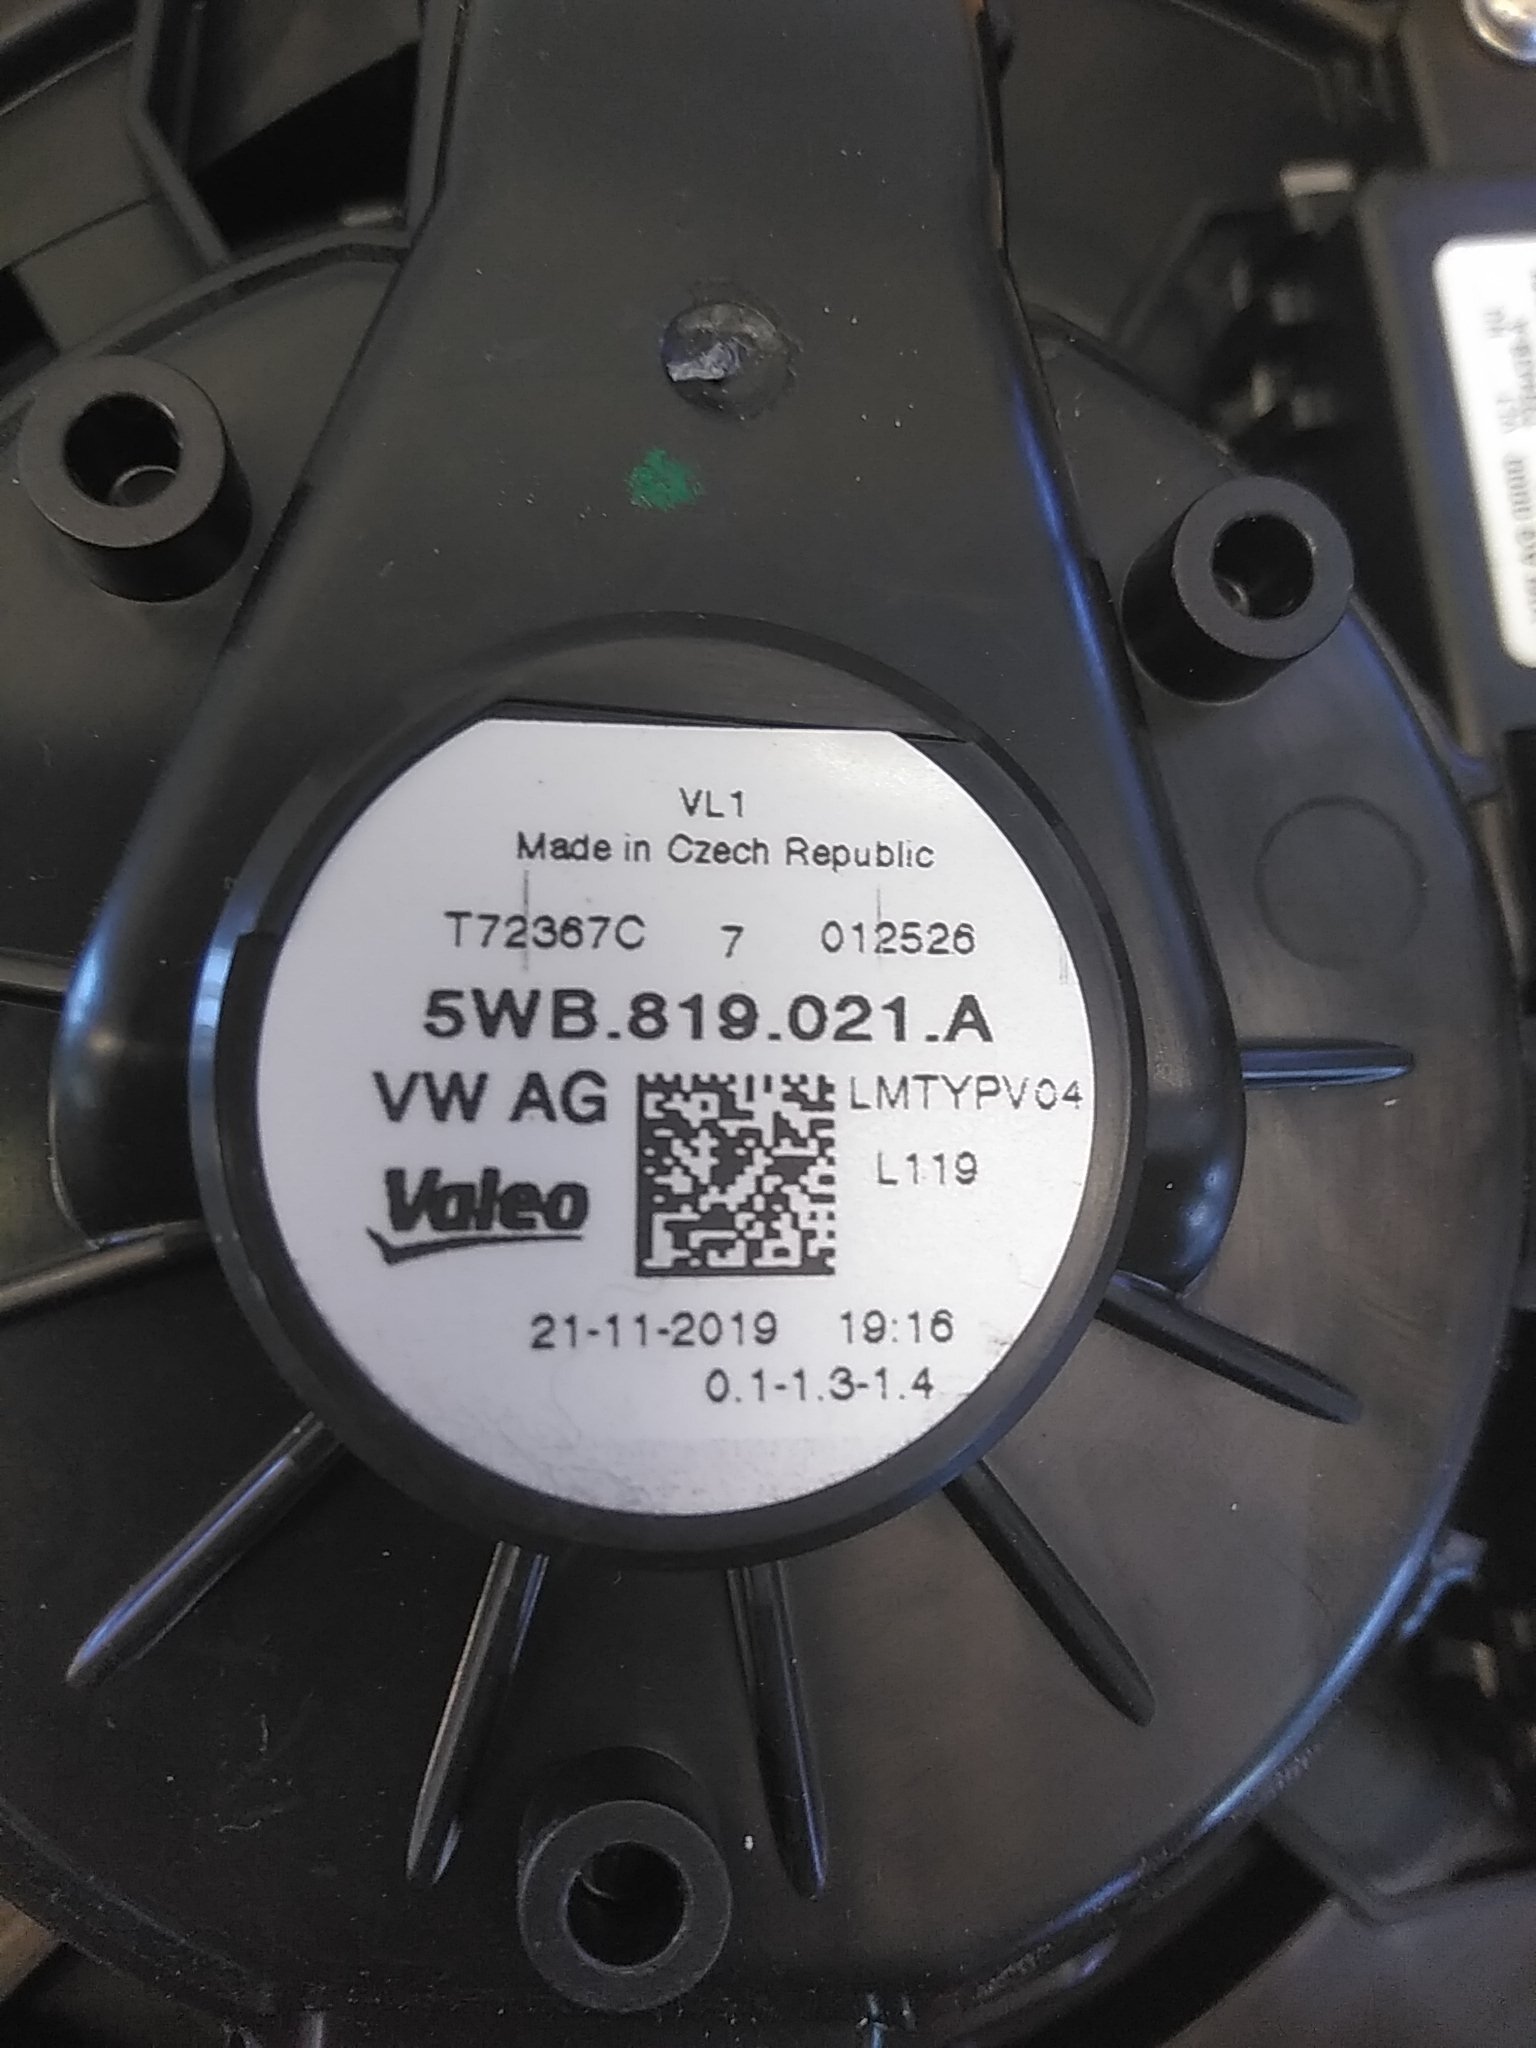 VL1
Made in Czech Republic
T72367C 7 012526
5WB.819.021.A
VW AG LMTYPV04
Valeo L119
21-11-2019 19:16
0.1-1.3-1.4